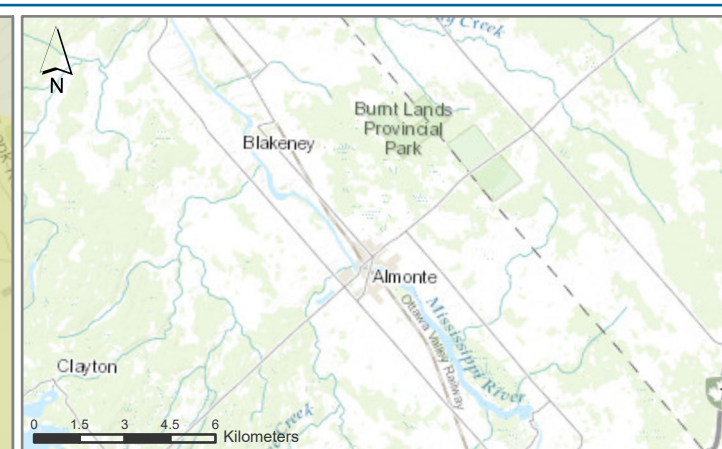 Creek
N
Burnt Lands
Provincial
Park
Blakeney
Almonte
Mississippi River
Ottawa Valley Railway
Clayton
Creek
0 1.5 3 4.5 6
Kilometers